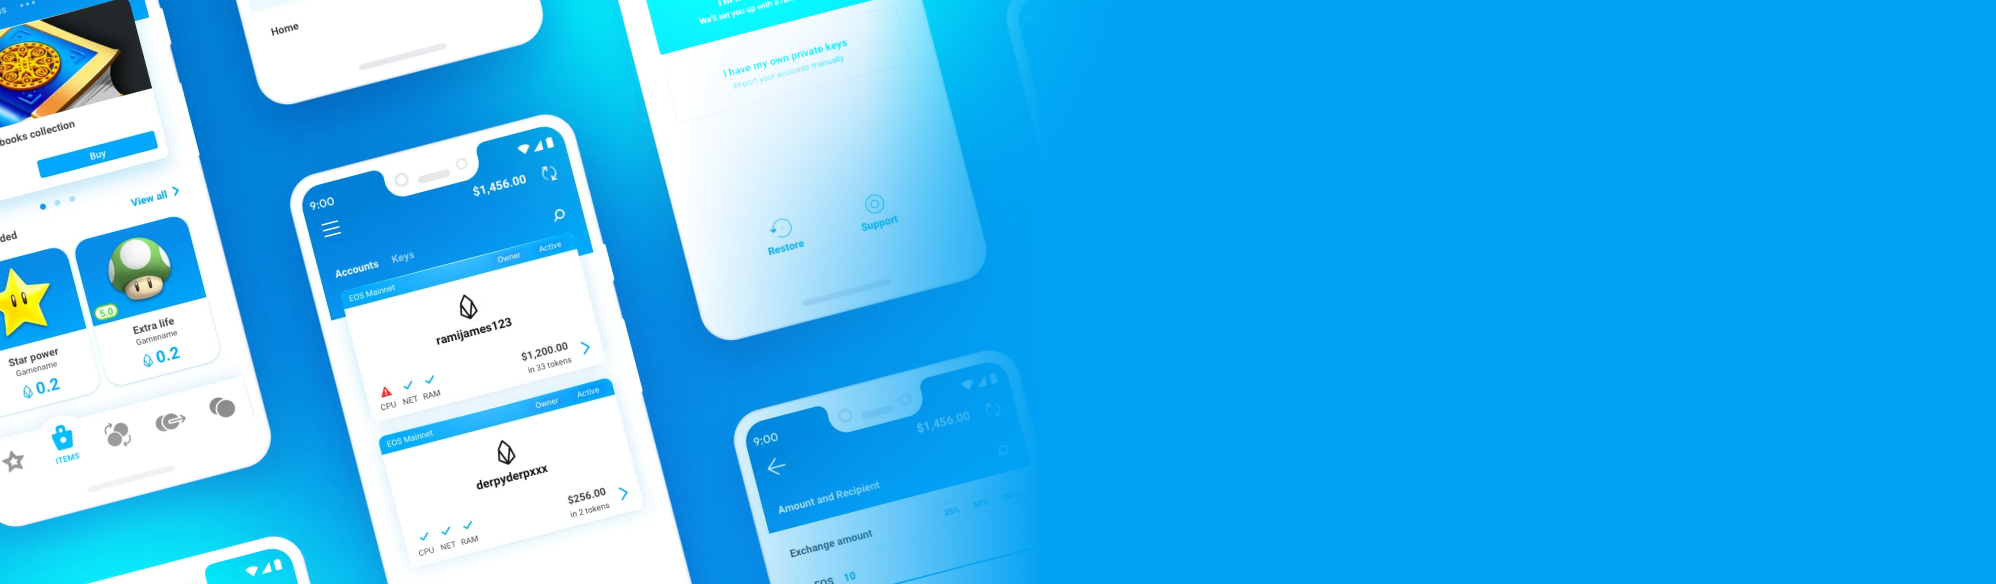 books collection
Buy
View all
5.0
Star power
Gamename
0.2
Extra life
Gamename
0.2
ITEMS
Home
9:00
$1,456.00
Accounts Keys
EOS Mainnet Owner Active
ramijames123
$1,200.00
in 33 tokens
CPU NET RAM
EOS Mainnet Owner Active
derpyderpxxx
$256.00
in 2 tokens
CPU NET RAM
We'll set you up with a
I have my own private keys
Import your accounts manually
Restore
Support
9:00
$1,456.00
Amount and Recipient
25% 50% 100%
Exchange amount
EOS 10